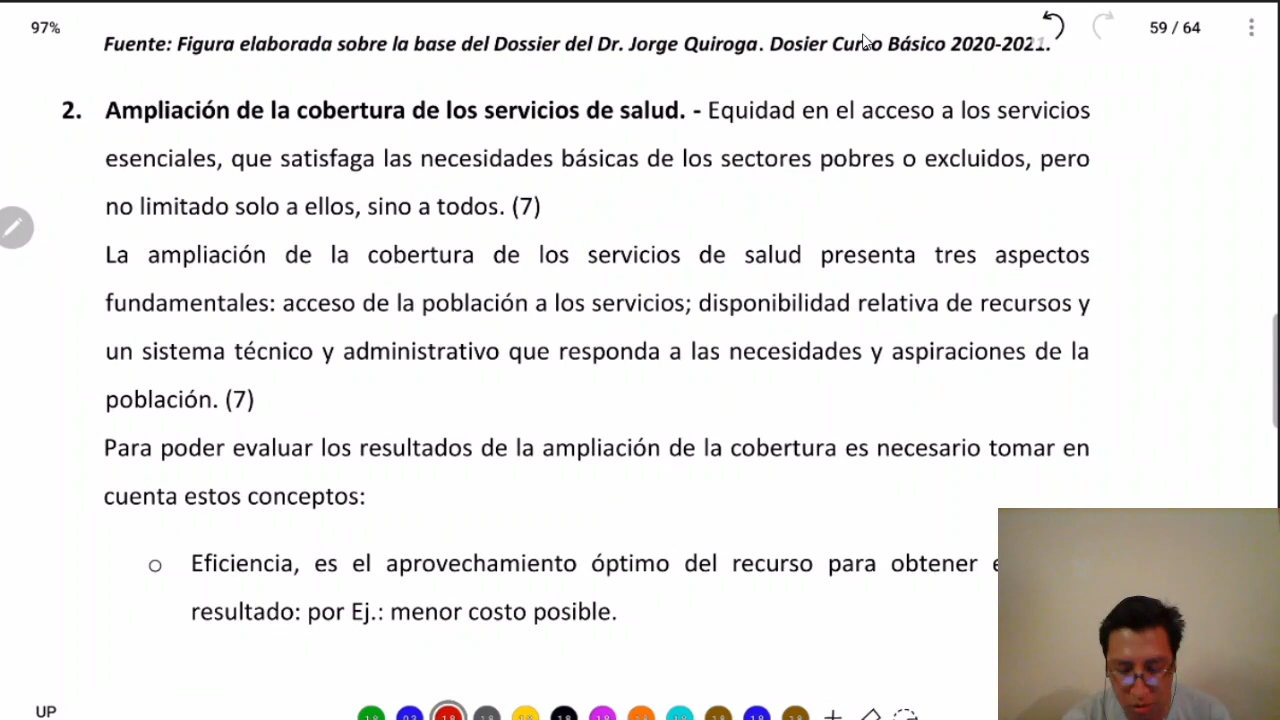 97%
59 / 64
Fuente: Figura elaborada sobre la base del Dossier del Dr. Jorge Quiroga. Dosier Curso Básico 2020-2021.
2. Ampliación de la cobertura de los servicios de salud. - Equidad en el acceso a los servicios
esenciales, que satisfaga las necesidades básicas de los sectores pobres o excluidos, pero
no limitado solo a ellos, sino a todos. (7)
La ampliación de la cobertura de los servicios de salud presenta tres aspectos
fundamentales: acceso de la población a los servicios; disponibilidad relativa de recursos y
un sistema técnico y administrativo que responda a las necesidades y aspiraciones de la
población. (7)
Para poder evaluar los resultados de la ampliación de la cobertura es necesario tomar en
cuenta estos conceptos:
o Eficiencia, es el aprovechamiento óptimo del recurso para obtener
resultado: por Ej.: menor costo posible.
UP